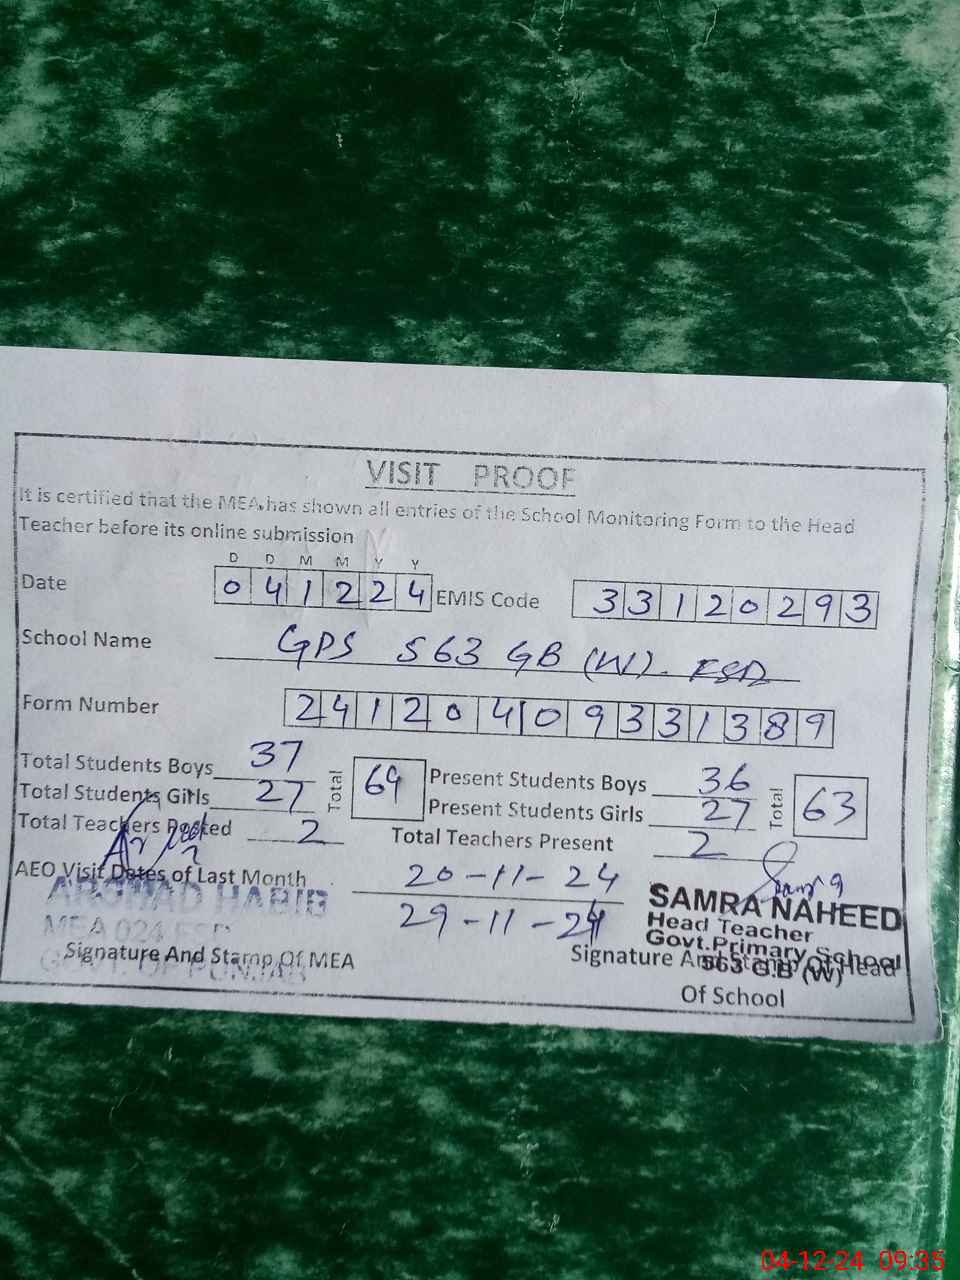 VISIT PROOF
It is certified that the MEA has shown all entries of the School Monitoring Form to the Head
Teacher before its online submission
D D M M Y Y
Date 0 4 1 2 2 4 EMIS Code 3 3 1 2 0 2 9 3
School Name GPS 563 GB (W). FSD
Form Number 2 4 1 2 0 4 0 9 3 3 1 3 8 9
Total Students Boys 37 Total 64 Present Students Boys 36 Total 63
Total Students Girls 27 Present Students Girls 27
Total Teachers Posted 2 Total Teachers Present 2
AEO Visit Dates of Last Month 20-11-24
29-11-24
ARSHAD HABIB
MEA 024 FSD
GOVT. OF PUNJAB
Signature And Stamp Of MEA
SAMRA NAHEED
Head Teacher
Govt.Primary School
563 G.B (W)
Signature And Stamp Of Head
Of School
04-12-24 09:35